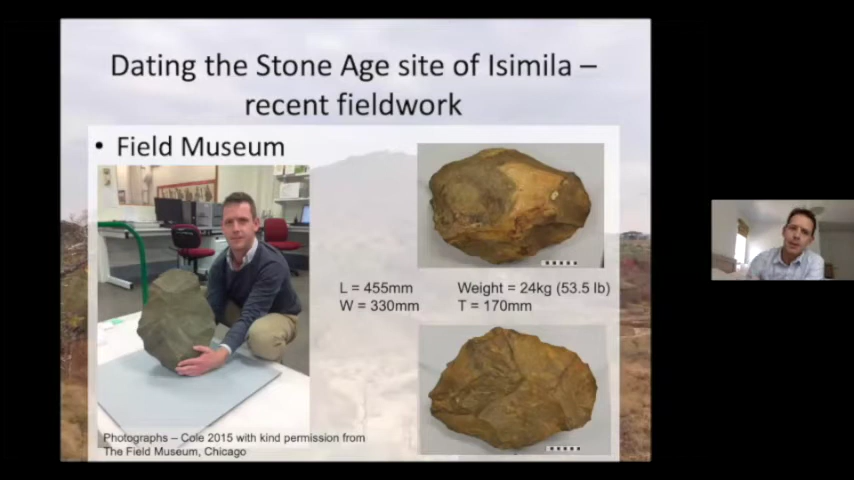 Dating the Stone Age site of Isimila –
recent fieldwork
• Field Museum
L = 455mm
W = 330mm
Weight = 24kg (53.5 lb)
T = 170mm
Photographs – Cole 2015 with kind permission from
The Field Museum, Chicago